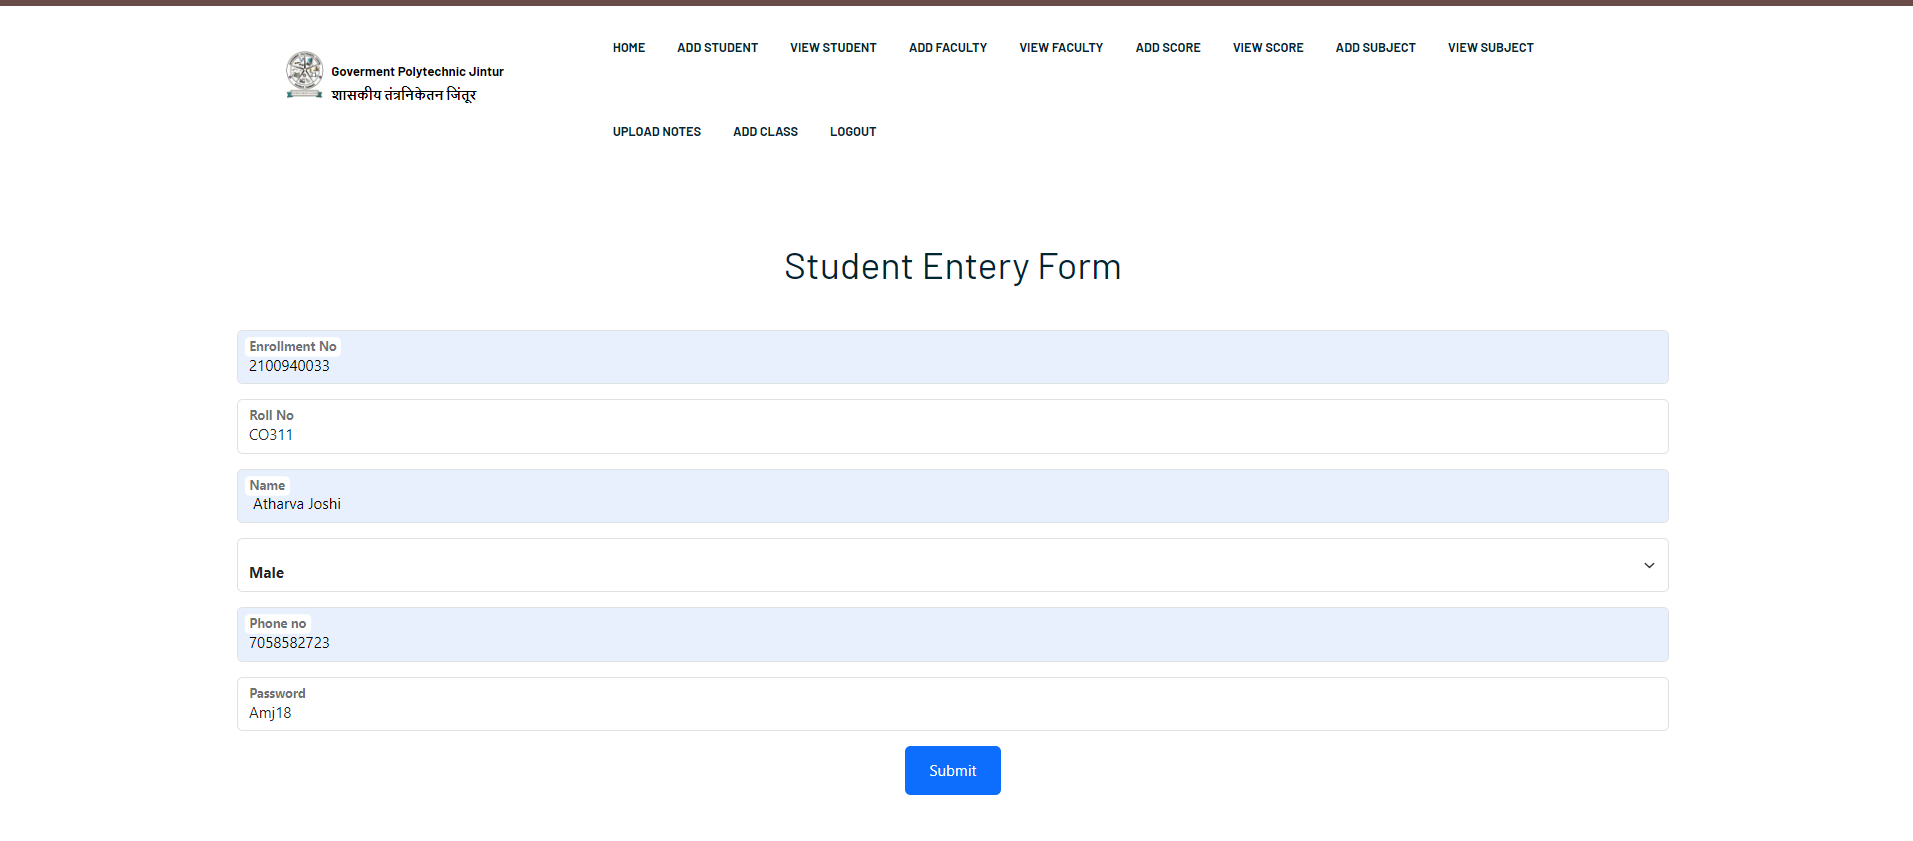 Goverment Polytechnic Jintur
शासकीय तंत्रनिकेतन जिंतूर
HOME ADD STUDENT VIEW STUDENT ADD FACULTY VIEW FACULTY ADD SCORE VIEW SCORE ADD SUBJECT VIEW SUBJECT
UPLOAD NOTES ADD CLASS LOGOUT
Student Entery Form
Enrollment No
2100940033
Roll No
CO311
Name
Atharva Joshi
Male
Phone no
7058582723
Password
Amj18
Submit